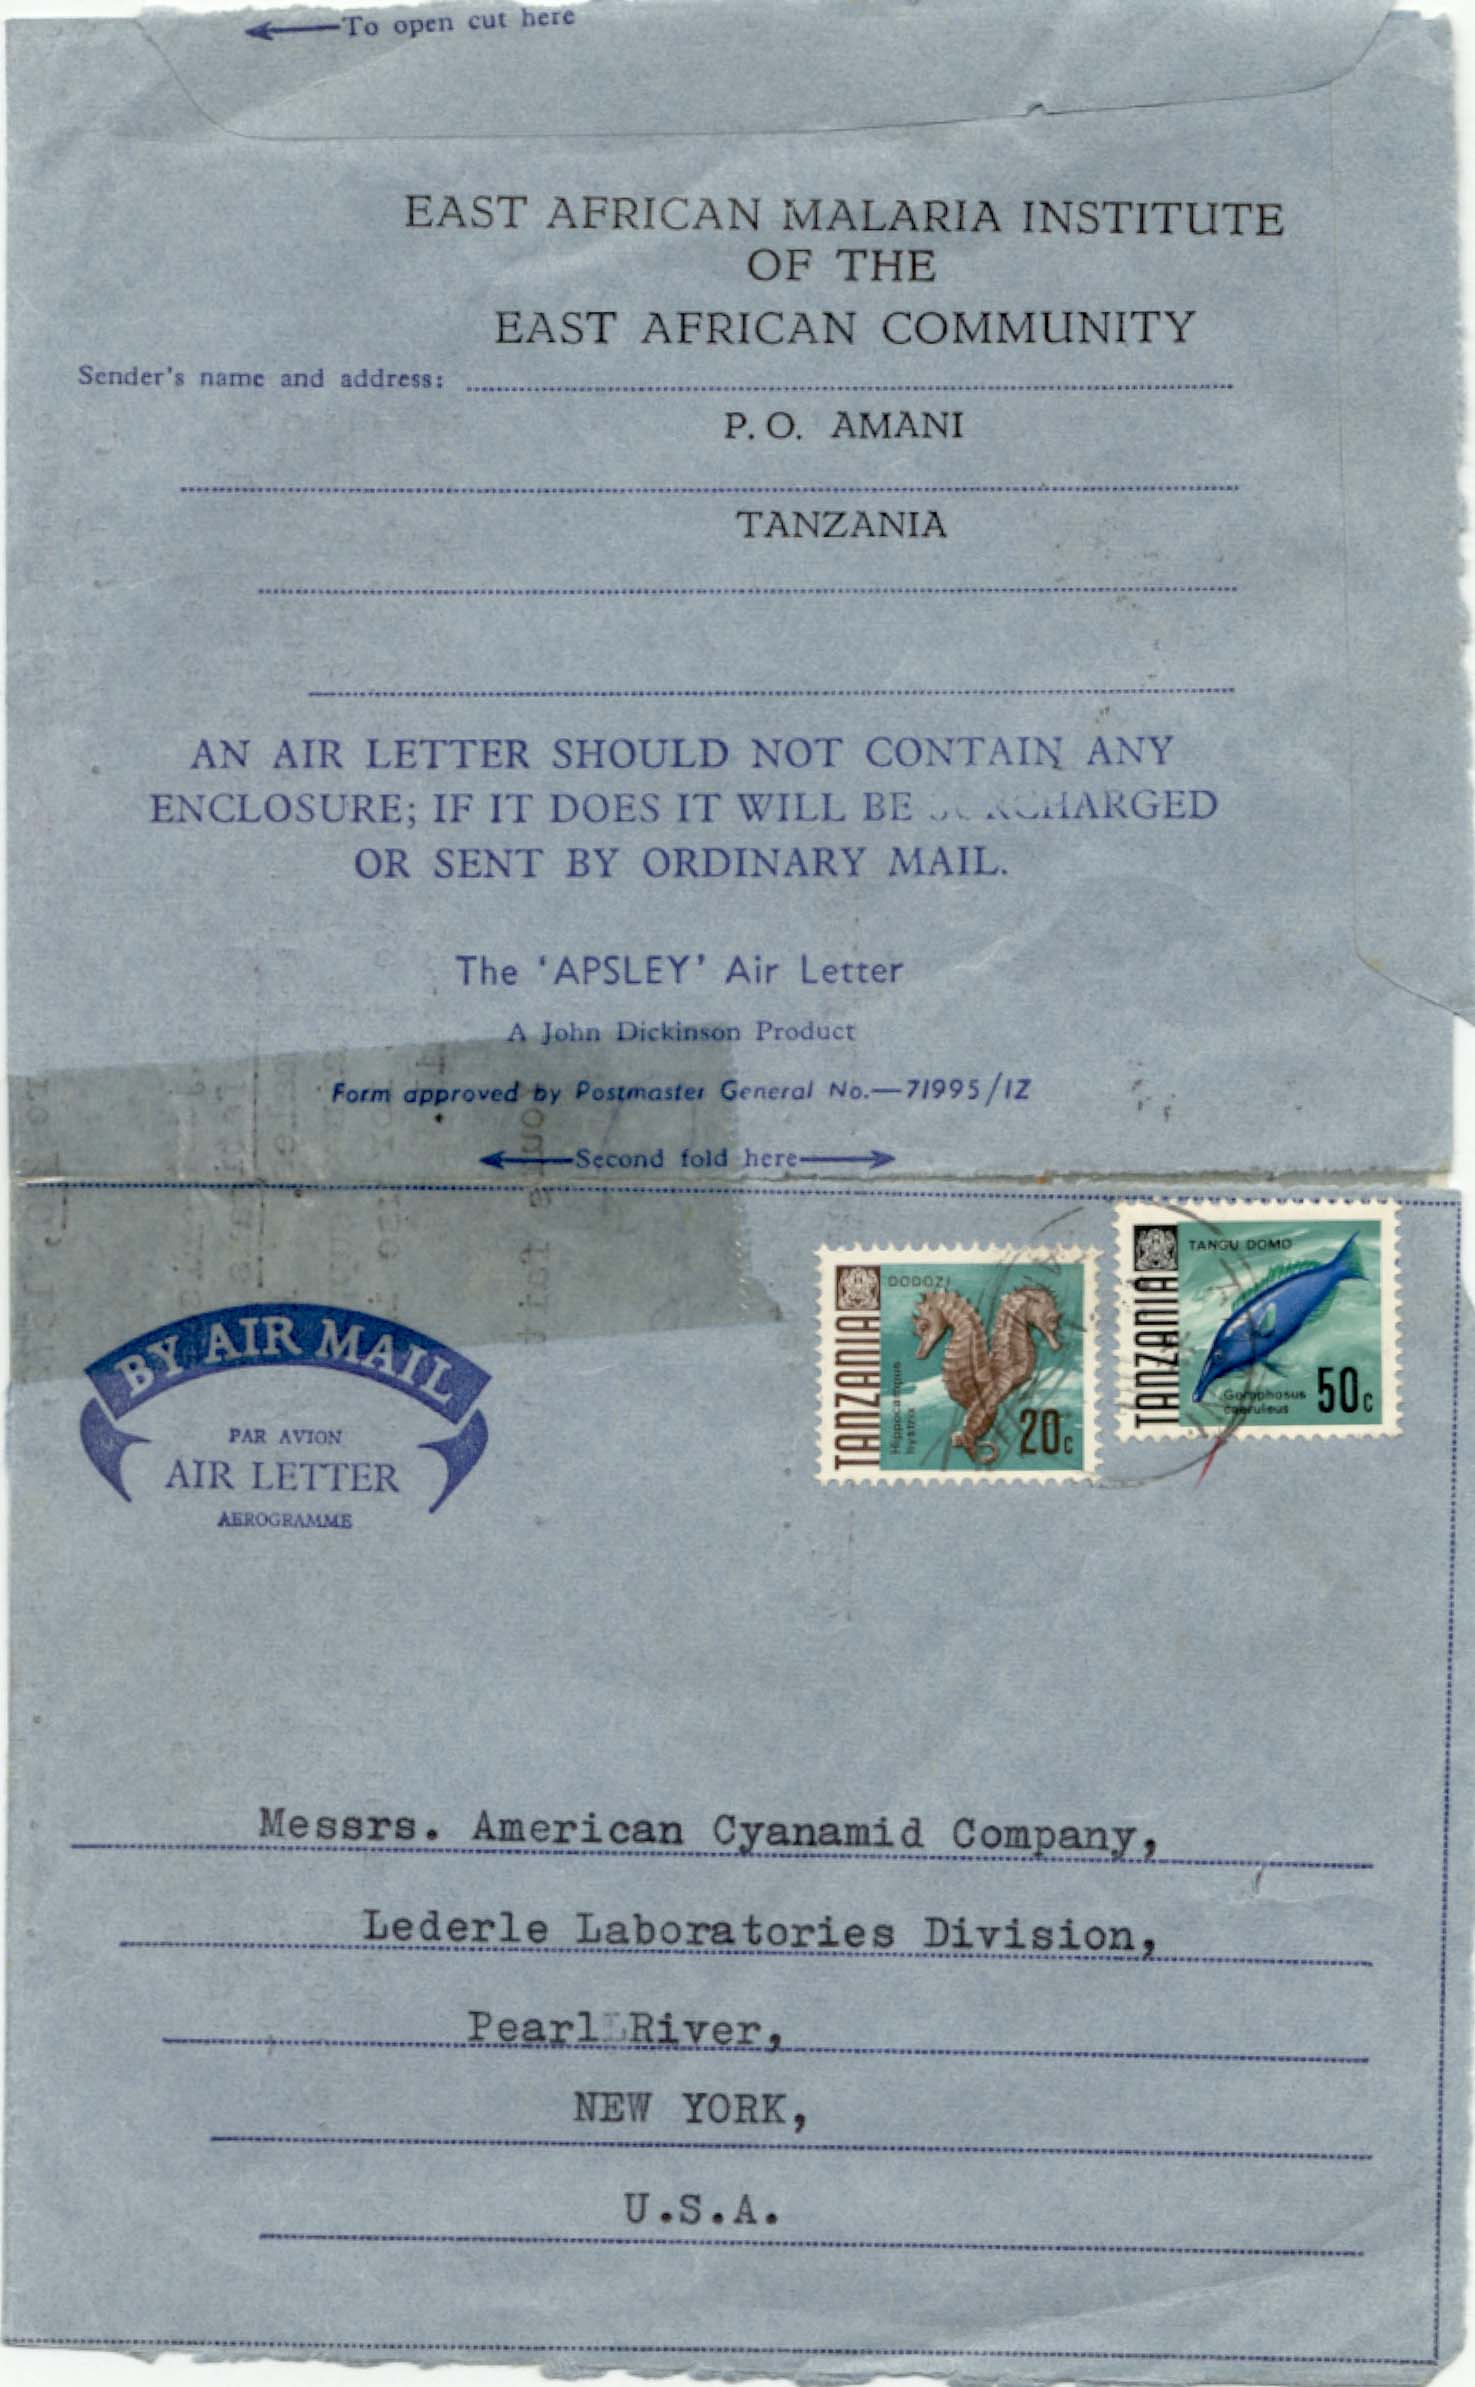 To open cut here
EAST AFRICAN MALARIA INSTITUTE
OF THE
EAST AFRICAN COMMUNITY
Sender's name and address:
P. O. AMANI
TANZANIA
AN AIR LETTER SHOULD NOT CONTAIN ANY
ENCLOSURE; IF IT DOES IT WILL BE SURCHARGED
OR SENT BY ORDINARY MAIL.
The 'APSLEY' Air Letter
A John Dickinson Product
Form approved by Postmaster General No.—71995/1Z
Second fold here
TANGU DOMO
TANZANIA
Gomphosus
caeruleus
50c
DODOZI
TANZANIA
Hippocampus
hystrix
20c
BY AIR MAIL
PAR AVION
AIR LETTER
AEROGRAMME
Messrs. American Cyanamid Company,
Lederle Laboratories Division,
Pearl River,
NEW YORK,
U.S.A.